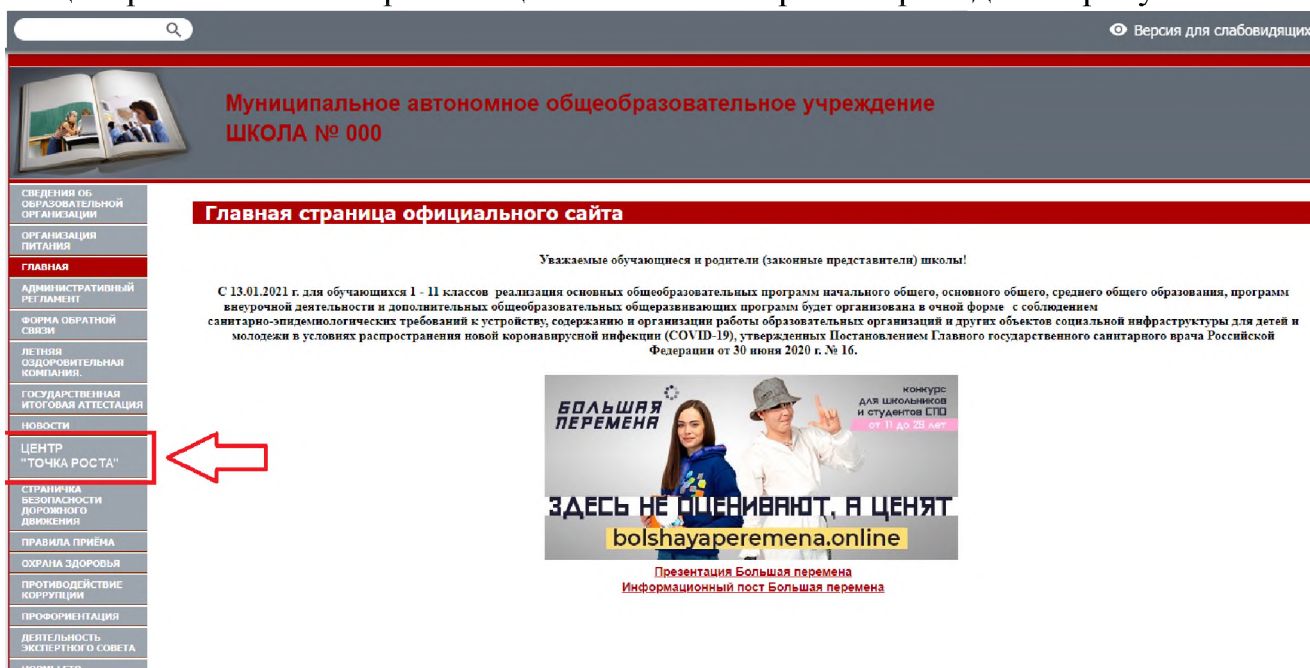 Версия для слабовидящих
Муниципальное автономное общеобразовательное учреждение
ШКОЛА № 000
СВЕДЕНИЯ ОБ
ОБРАЗОВАТЕЛЬНОЙ
ОРГАНИЗАЦИИ
ОРГАНИЗАЦИЯ
ПИТАНИЯ
ГЛАВНАЯ
АДМИНИСТРАТИВНЫЙ
РЕГЛАМЕНТ
ФОРМА ОБРАТНОЙ
СВЯЗИ
ЛЕТНЯЯ
ОЗДОРОВИТЕЛЬНАЯ
КОМПАНИЯ.
ГОСУДАРСТВЕННАЯ
ИТОГОВАЯ АТТЕСТАЦИЯ
НОВОСТИ
ЦЕНТР
"ТОЧКА РОСТА"
СТРАНИЧКА
БЕЗОПАСНОСТИ
ДОРОЖНОГО
ДВИЖЕНИЯ
ПРАВИЛА ПРИЁМА
ОХРАНА ЗДОРОВЬЯ
ПРОТИВОДЕЙСТВИЕ
КОРРУПЦИИ
ПРОФОРИЕНТАЦИЯ
ДЕЯТЕЛЬНОСТЬ
ЭКСПЕРТНОГО СОВЕТА
Главная страница официального сайта
Уважаемые обучающиеся и родители (законные представители) школы!
С 13.01.2021 г. для обучающихся 1 - 11 классов реализация основных общеобразовательных программ начального общего, основного общего, среднего общего образования, программ
внеурочной деятельности и дополнительных общеобразовательных общеразвивающих программ будет организована в очной форме с соблюдением
санитарно-эпидемиологических требований к устройству, содержанию и организации работы образовательных организаций и других объектов социальной инфраструктуры для детей и
молодежи в условиях распространения новой коронавирусной инфекции (COVID-19), утвержденных Постановлением Главного государственного санитарного врача Российской
Федерации от 30 июня 2020 г. № 16.
БОЛЬШАЯ
ПЕРЕМЕНА
конкурс
для школьников
и студентов СПО
от 11 до 25 лет
ЗДЕСЬ НЕ ОЦЕНИВАЮТ, А ЦЕНЯТ
bolshayaperemena.online
Презентация Большая перемена
Информационный пост Большая перемена